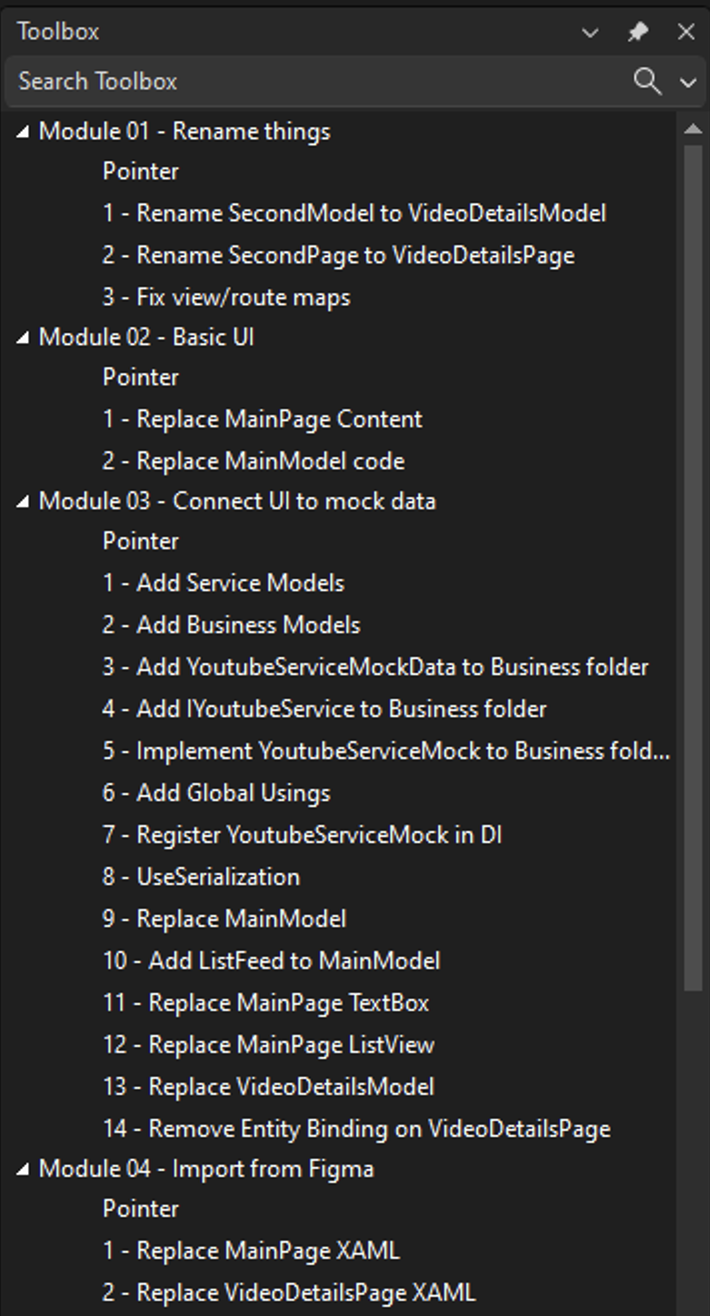 Toolbox
Search Toolbox
Module 01 - Rename things
Pointer
1 - Rename SecondModel to VideoDetailsModel
2 - Rename SecondPage to VideoDetailsPage
3 - Fix view/route maps
Module 02 - Basic UI
Pointer
1 - Replace MainPage Content
2 - Replace MainModel code
Module 03 - Connect UI to mock data
Pointer
1 - Add Service Models
2 - Add Business Models
3 - Add YoutubeServiceMockData to Business folder
4 - Add IYoutubeService to Business folder
5 - Implement YoutubeServiceMock to Business fold...
6 - Add Global Usings
7 - Register YoutubeServiceMock in DI
8 - UseSerialization
9 - Replace MainModel
10 - Add ListFeed to MainModel
11 - Replace MainPage TextBox
12 - Replace MainPage ListView
13 - Replace VideoDetailsModel
14 - Remove Entity Binding on VideoDetailsPage
Module 04 - Import from Figma
Pointer
1 - Replace MainPage XAML
2 - Replace VideoDetailsPage XAML